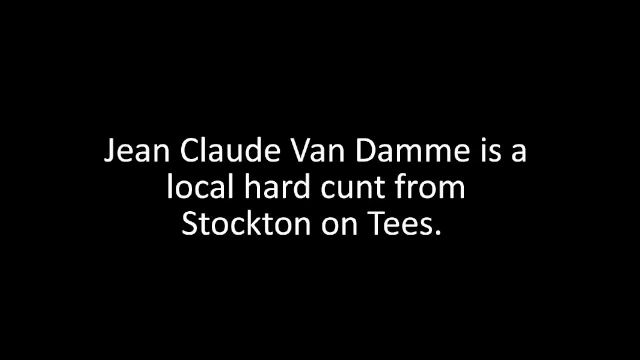 Jean Claude Van Damme is a
local hard cunt from
Stockton on Tees.